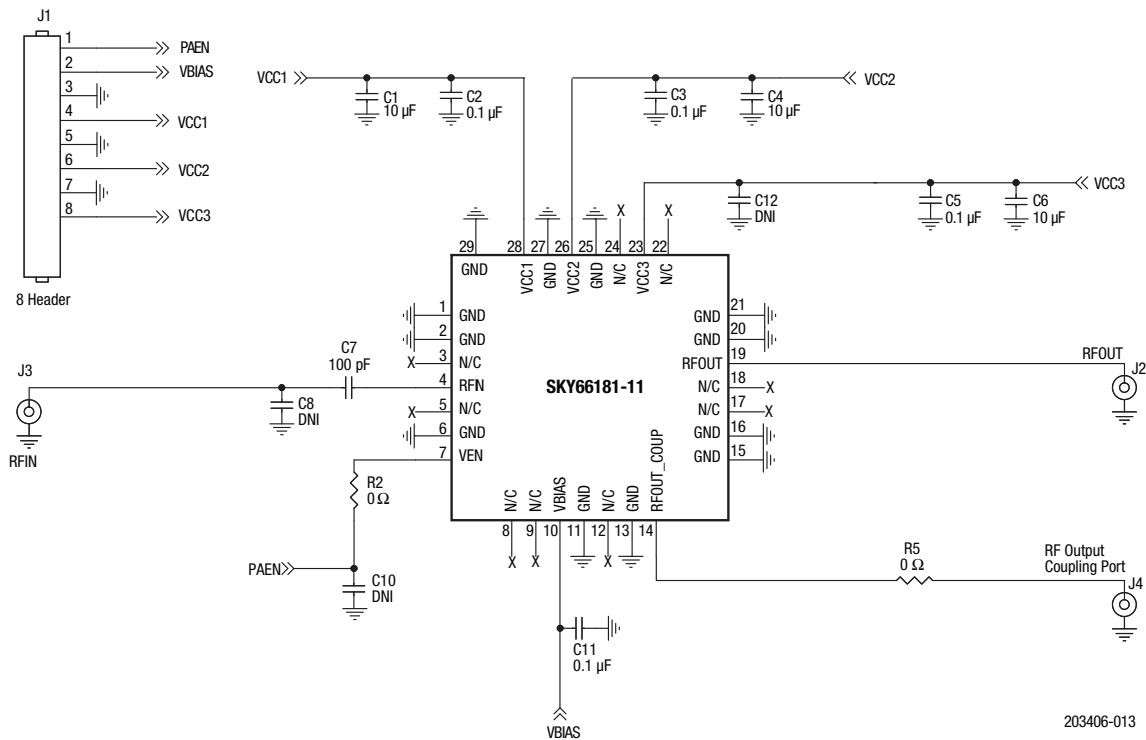 J1
1
PAEN
2
VBIAS
3
4
VCC1
5
6
VCC2
7
8
VCC3
8 Header
VCC1
C1
10 µF
C2
0.1 µF
C3
0.1 µF
C4
10 µF
VCC2
C12
DNI
C5
0.1 µF
C6
10 µF
VCC3
X
X
29
28
27
26
25
24
23
22
GND
VCC1
GND
VCC2
GND
N/C
VCC3
N/C
1
GND
2
GND
X
3
N/C
4
RFIN
X
5
N/C
6
GND
7
VEN
SKY66181-11
GND
21
GND
20
RFOUT
19
N/C
18
X
N/C
17
X
GND
16
GND
15
N/C
N/C
VBIAS
GND
N/C
GND
RFOUT_COUP
8
9
10
11
12
13
14
X
X
X
J3
RFIN
C7
100 pF
C8
DNI
R2
0 Ω
PAEN
C10
DNI
C11
0.1 µF
VBIAS
RFOUT
J2
R5
0 Ω
RF Output
Coupling Port
J4
203406-013